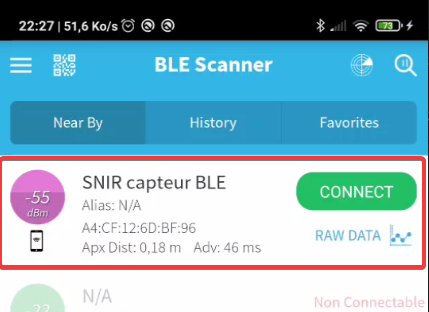 22:27 | 51,6 Ko/s
73
BLE Scanner
Near By
History
Favorites
-55
dBm
SNIR capteur BLE
Alias: N/A
A4:CF:12:6D:BF:96
Apx Dist: 0,18 m Adv: 46 ms
CONNECT
RAW DATA
N/A
Non Connectable